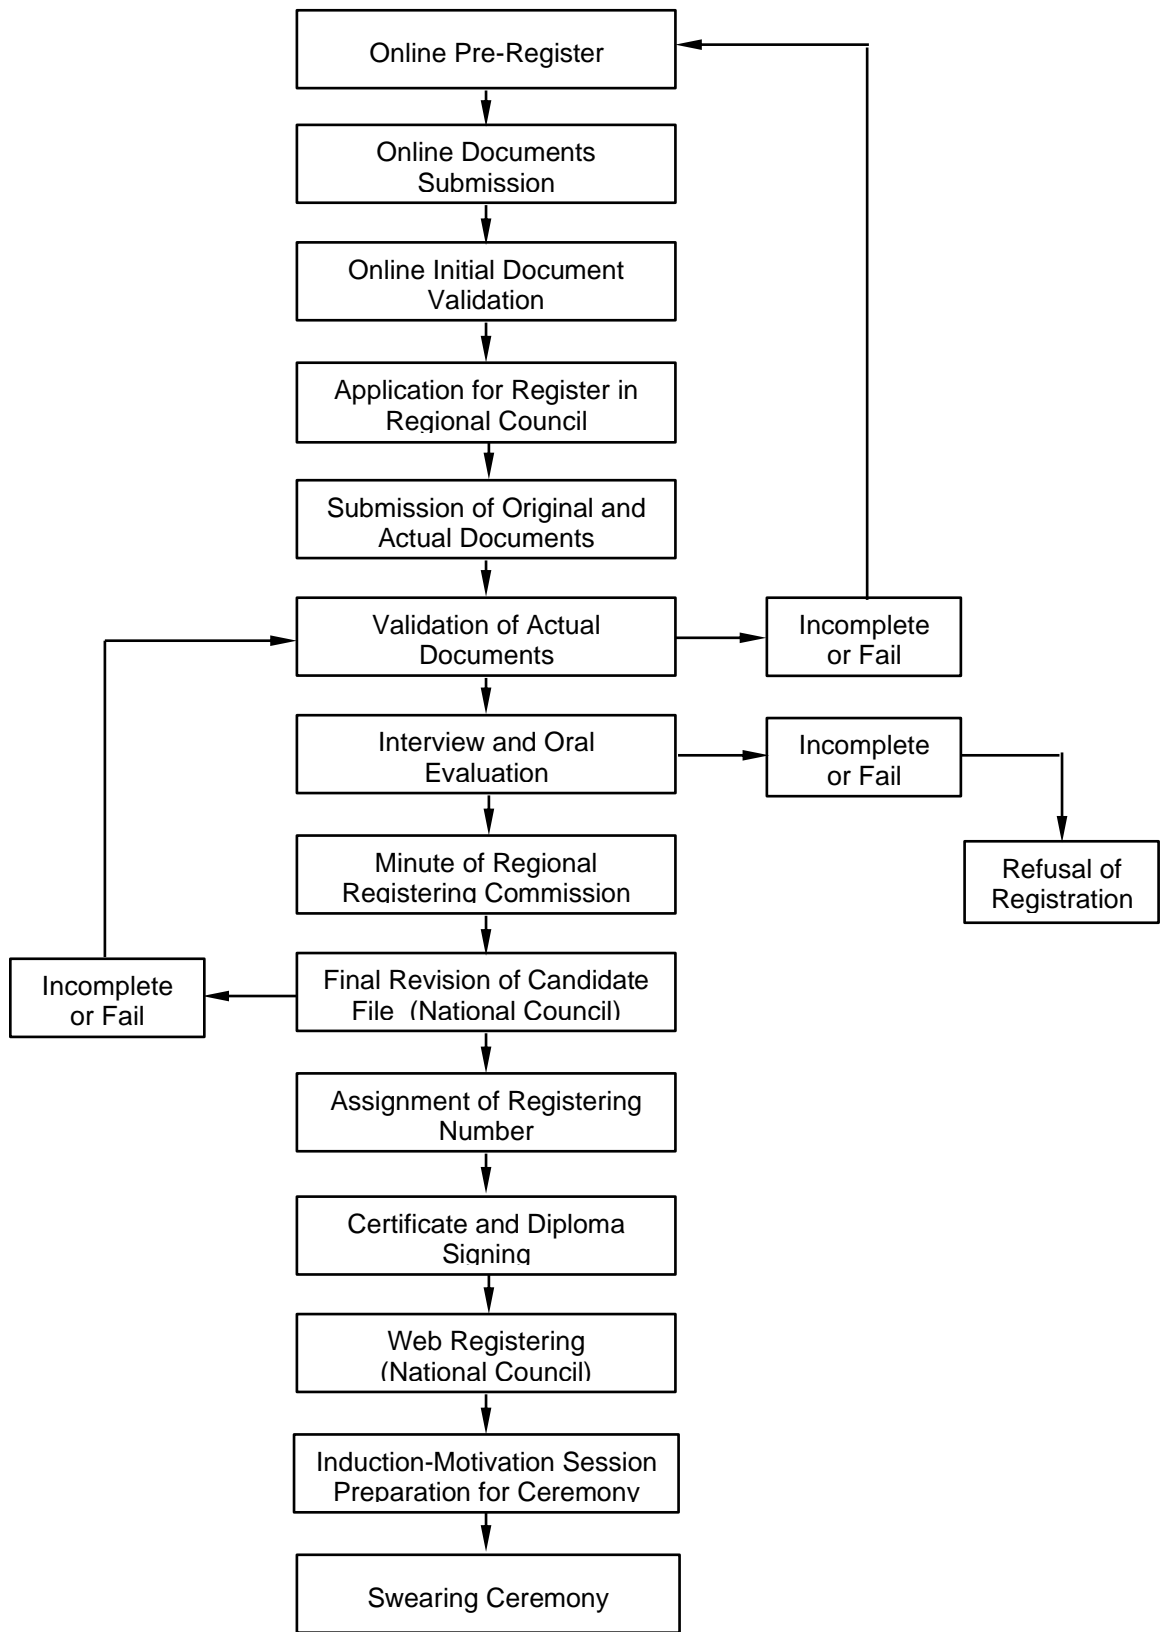 Online Pre-Register
Online Documents
Submission
Online Initial Document
Validation
Application for Register in
Regional Council
Submission of Original and
Actual Documents
Validation of Actual
Documents
Incomplete
or Fail
Interview and Oral
Evaluation
Incomplete
or Fail
Minute of Regional
Registering Commission
Refusal of
Registration
Incomplete
or Fail
Final Revision of Candidate
File (National Council)
Assignment of Registering
Number
Certificate and Diploma
Signing
Web Registering
(National Council)
Induction-Motivation Session
Preparation for Ceremony
Swearing Ceremony